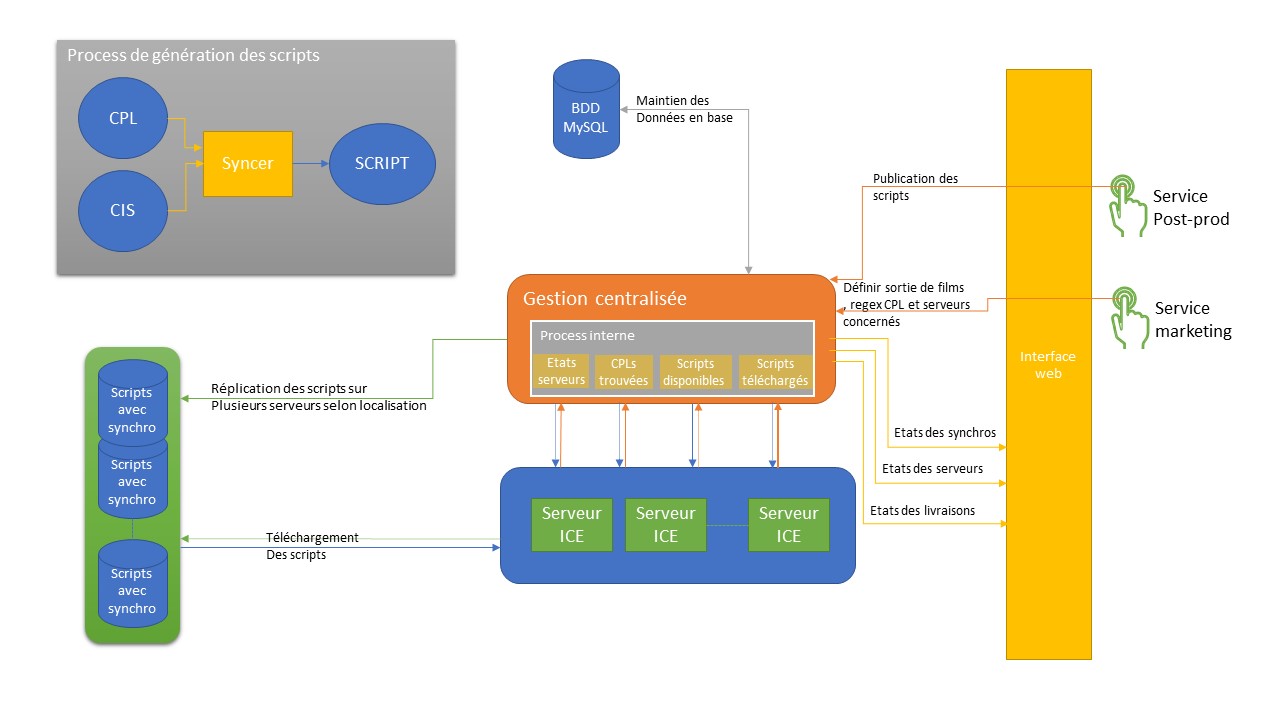 Process de génération des scripts
CPL
Syncer
SCRIPT
CIS
BDD
MySQL
Maintien des
Données en base
Publication des
scripts
Service
Post-prod
Gestion centralisée
Process interne
Etats
serveurs
CPLs
trouvées
Scripts
disponibles
Scripts
téléchargés
Définir sortie de films
, regex CPL et serveurs
concernés
Service
marketing
Interface
web
Réplication des scripts sur
Plusieurs serveurs selon localisation
Scripts
avec
synchro
Scripts
avec
synchro
Scripts
avec
synchro
Etats des synchros
Etats des serveurs
Etats des livraisons
Téléchargement
Des scripts
Serveur
ICE
Serveur
ICE
Serveur
ICE